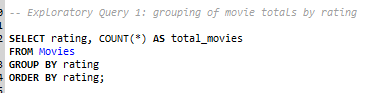 -- Exploratory Query 1: grouping of movie totals by rating
SELECT rating, COUNT(*) AS total_movies
FROM Movies
GROUP BY rating
ORDER BY rating;